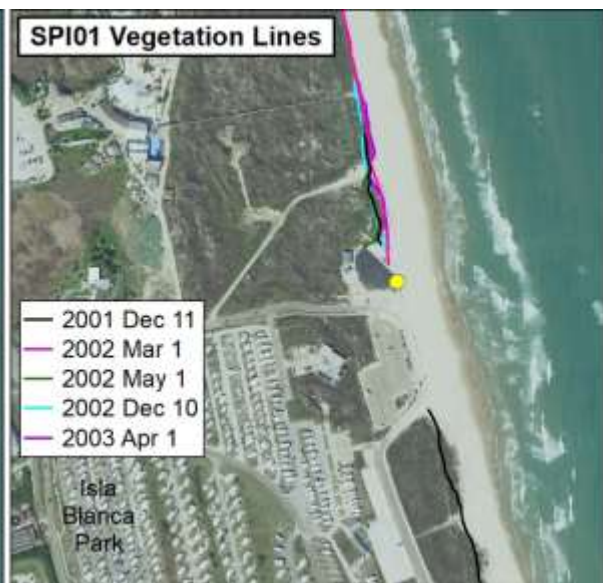 SPI01 Vegetation Lines
2001 Dec 11
2002 Mar 1
2002 May 1
2002 Dec 10
2003 Apr 1
Isla
Blanca
Park